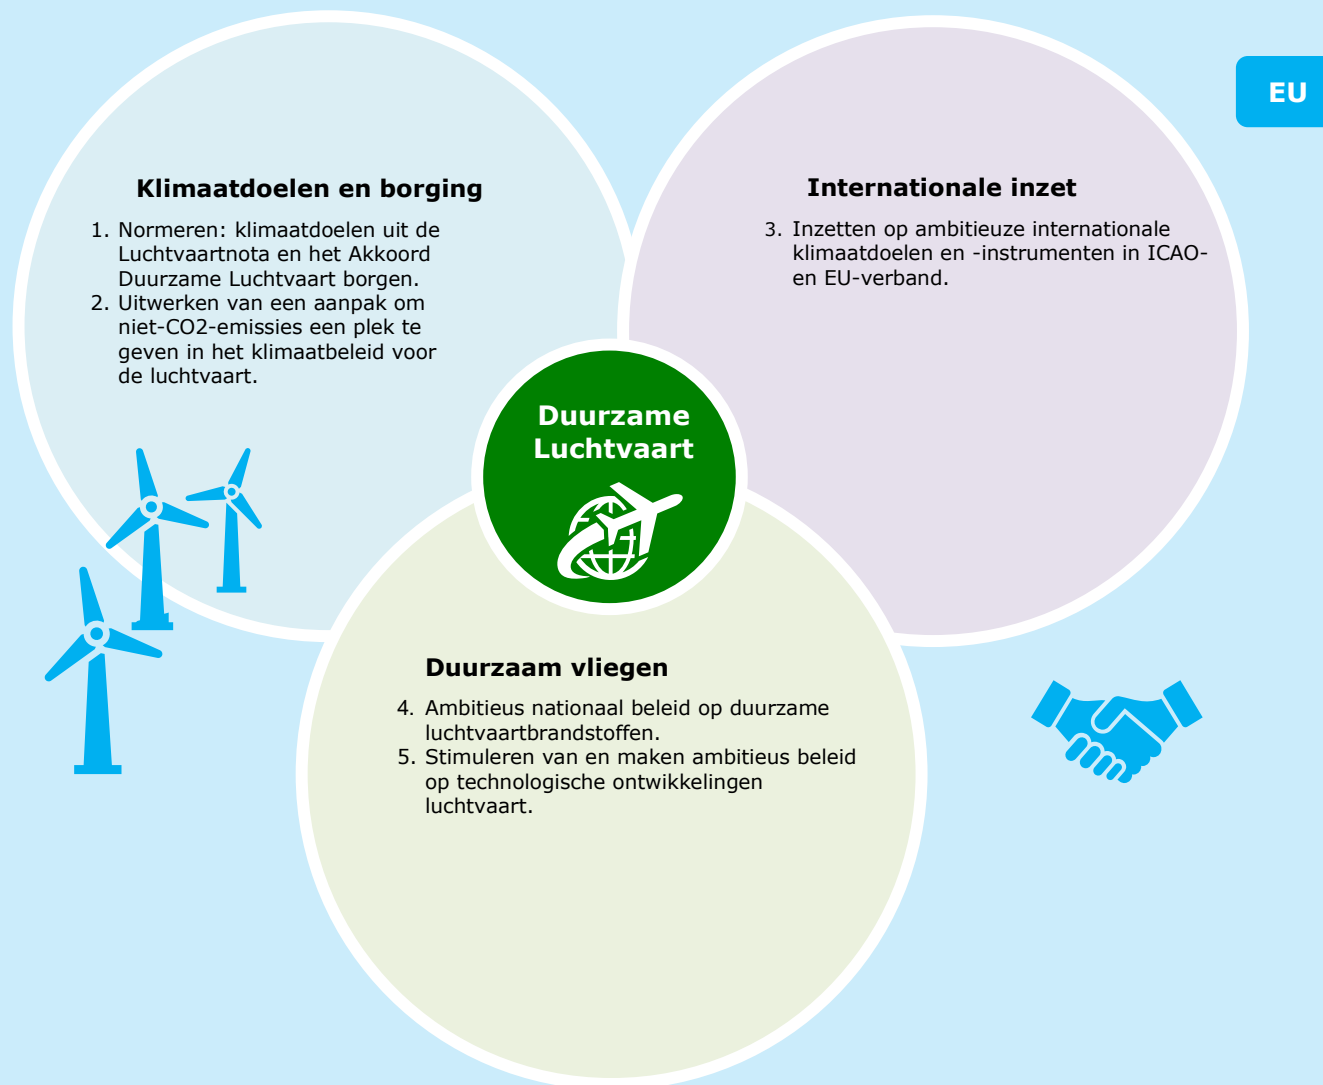 EU
Klimaatdoelen en borging
1. Normeren: klimaatdoelen uit de
Luchtvaartnota en het Akkoord
Duurzame Luchtvaart borgen.
2. Uitwerken van een aanpak om
niet-CO2-emissies een plek te
geven in het klimaatbeleid voor
de luchtvaart.
Internationale inzet
3. Inzetten op ambitieuze internationale
klimaatdoelen en -instrumenten in ICAO-
en EU-verband.
Duurzame
Luchtvaart
Duurzaam vliegen
4. Ambitieus nationaal beleid op duurzame
luchtvaartbrandstoffen.
5. Stimuleren van en maken ambitieus beleid
op technologische ontwikkelingen
luchtvaart.